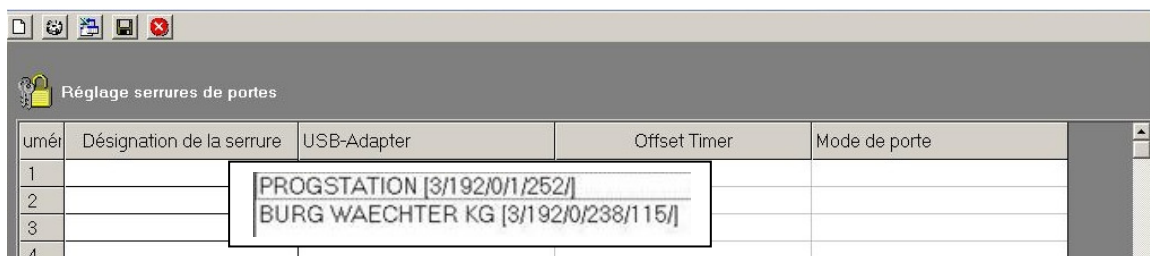 Réglage serrures de portes
umér Désignation de la serrure USB-Adapter Offset Timer Mode de porte
1
PROGSTATION [3/192/0/1/252/]
2
BURG WAECHTER KG [3/192/0/238/115/]
3
4